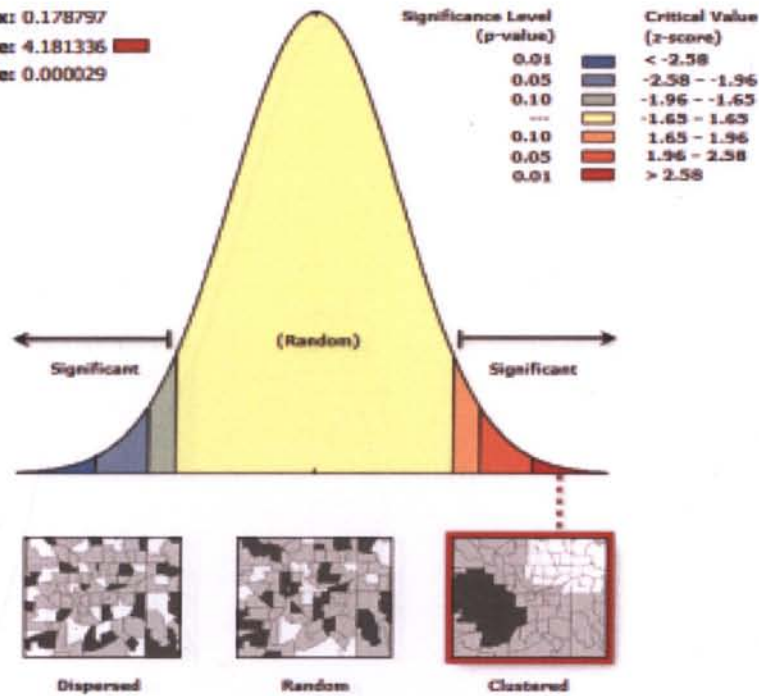 x: 0.178797
e: 4.181336
e: 0.000029
Significance Level
(p-value)
Critical Value
(z-score)
0.01 < -2.58
0.05 -2.58 - -1.96
0.10 -1.96 - -1.65
--- -1.65 - 1.65
0.10 1.65 - 1.96
0.05 1.96 - 2.58
0.01 > 2.58
(Random)
Significant
Significant
Dispersed
Random
Clustered